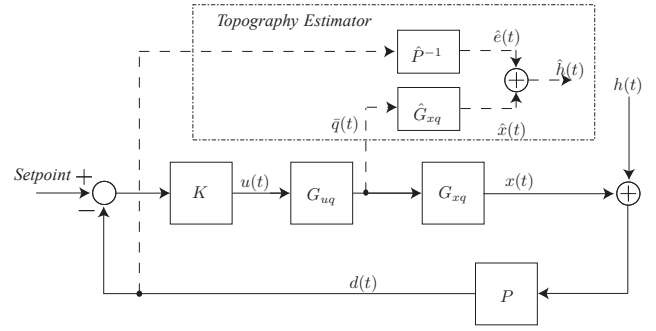 Topography Estimator
P̂⁻¹
ê(t)
+
ĥ(t)
h(t)
q̄(t)
Ĝxq
x̂(t)
Setpoint
+
−
K
u(t)
Guq
Gxq
x(t)
+
d(t)
P